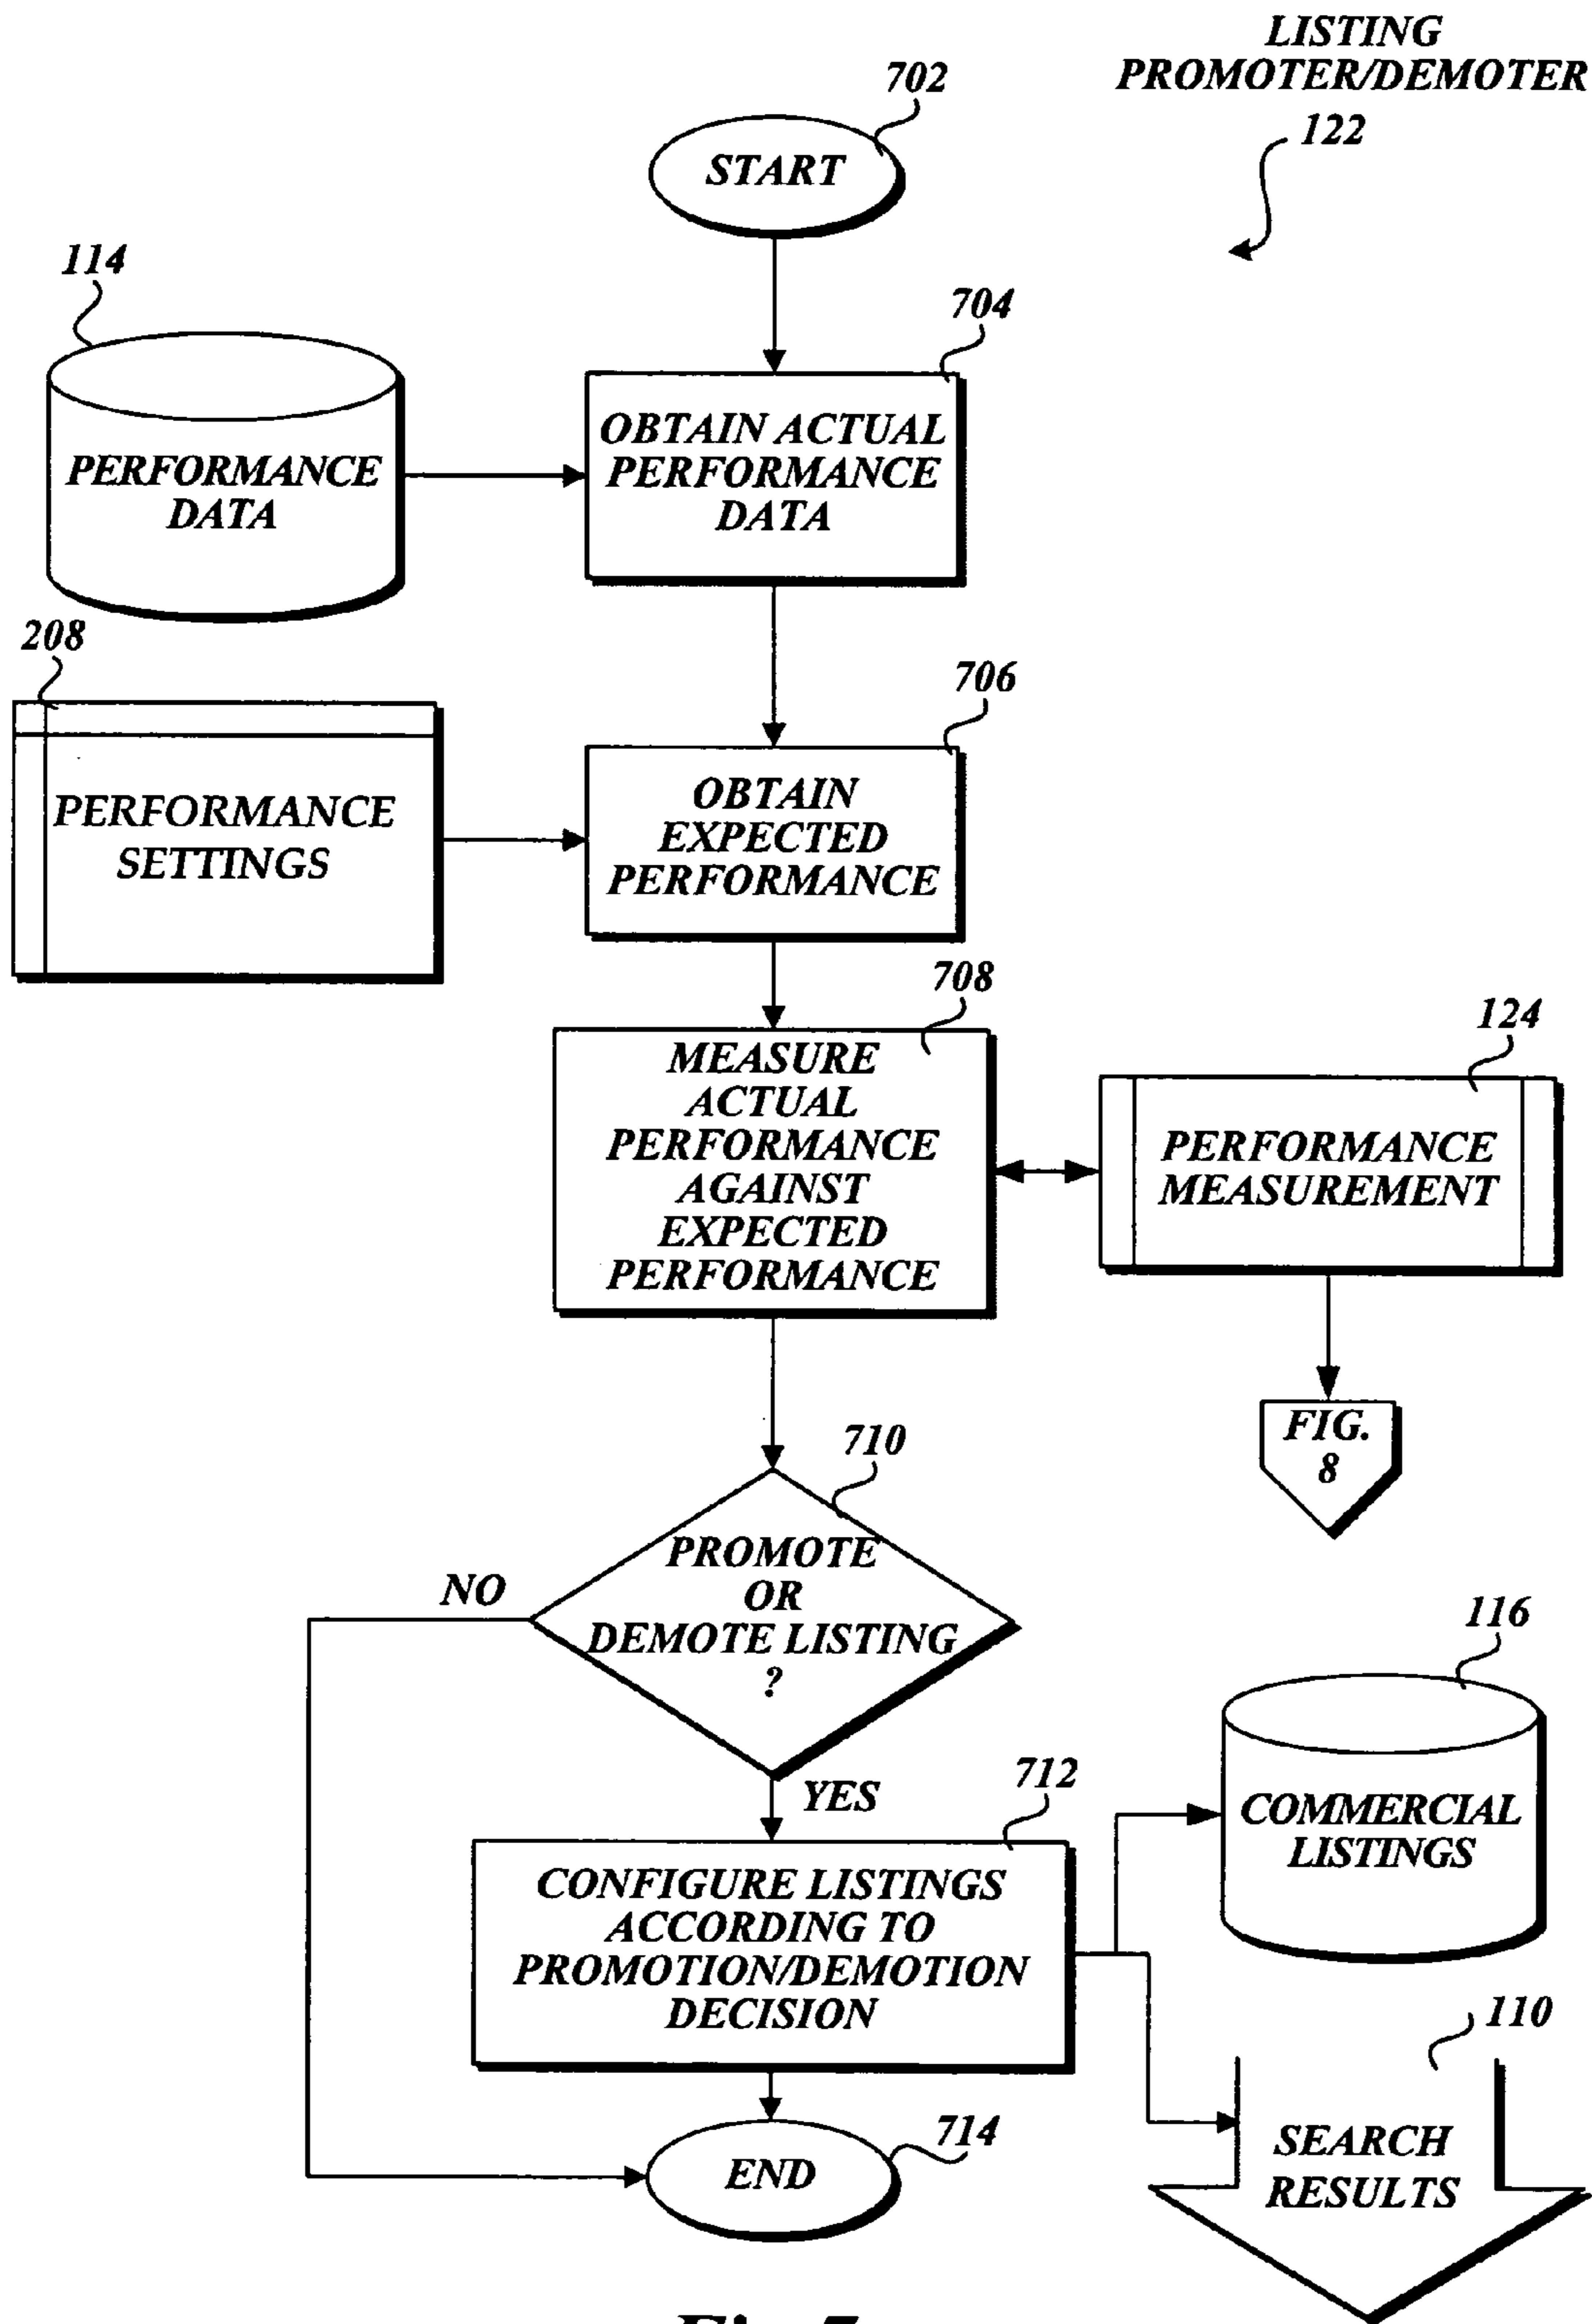 LISTING
PROMOTER/DEMOTER
122
702
START
114
704
PERFORMANCE
DATA
OBTAIN ACTUAL
PERFORMANCE
DATA
208
706
PERFORMANCE
SETTINGS
OBTAIN
EXPECTED
PERFORMANCE
708
MEASURE
ACTUAL
PERFORMANCE
AGAINST
EXPECTED
PERFORMANCE
124
PERFORMANCE
MEASUREMENT
FIG.
8
710
PROMOTE
OR
DEMOTE LISTING
?
NO
YES
116
COMMERCIAL
LISTINGS
712
CONFIGURE LISTINGS
ACCORDING TO
PROMOTION/DEMOTION
DECISION
110
SEARCH
RESULTS
714
END